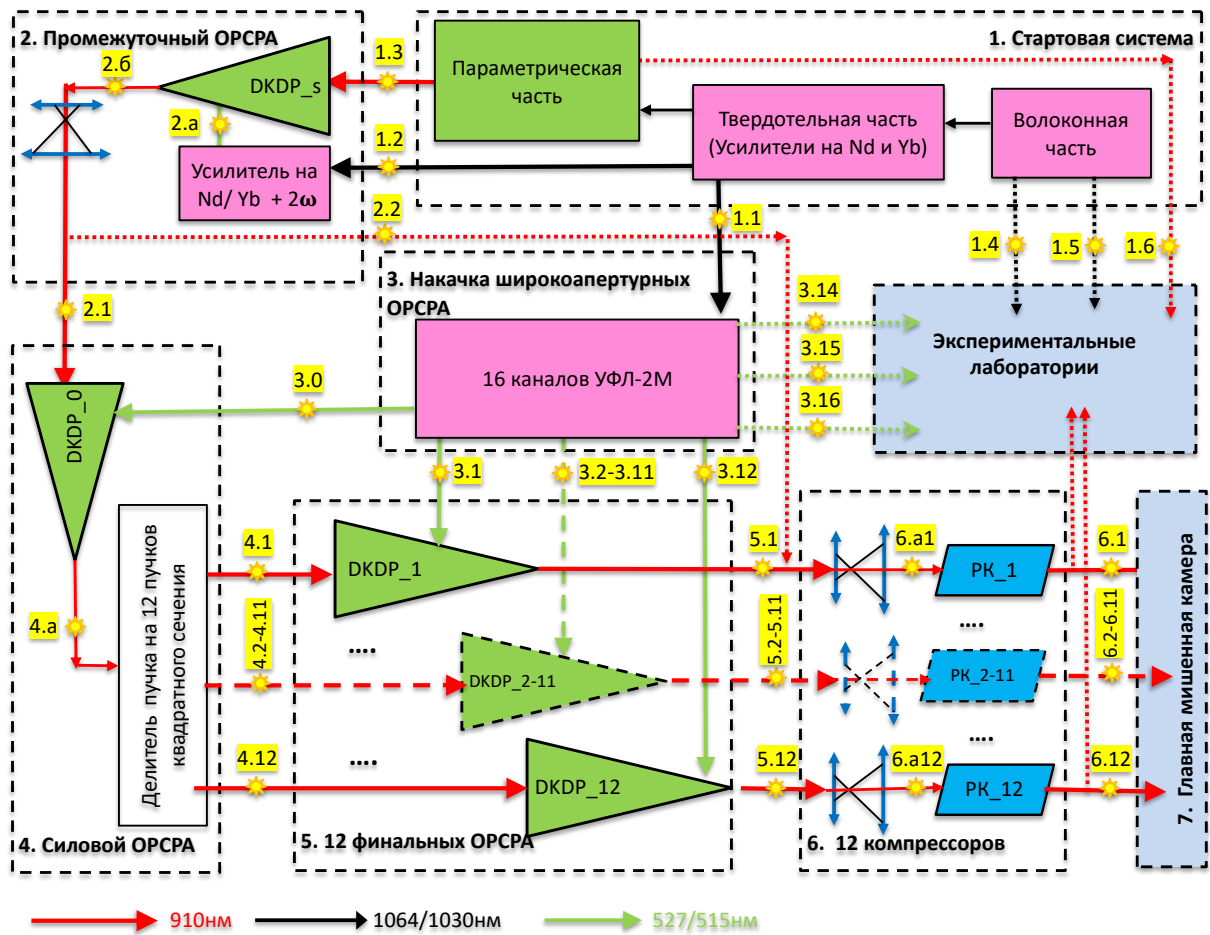 2. Промежуточный ОРСРА
2.б
DKDP_s
2.а
Усилитель на
Nd/ Yb + 2ω
1.3
1.2
2.2
2.1
1. Стартовая система
Параметрическая
часть
Твердотельная часть
(Усилители на Nd и Yb)
Волоконная
часть
1.1
1.4
1.5
1.6
3. Накачка широкоапертурных
ОРСРА
16 каналов УФЛ-2М
3.14
3.15
3.16
Экспериментальные
лаборатории
3.0
3.1
3.2-3.11
3.12
DKDP_0
4.а
Делитель пучка на 12 пучков
квадратного сечения
4. Силовой ОРСРА
4.1
4.2-4.11
4.12
DKDP_1
....
DKDP_2-11
....
DKDP_12
5. 12 финальных ОРСРА
5.1
5.2-5.11
5.12
6.а1
РК_1
....
РК_2-11
....
6.а12
РК_12
6. 12 компрессоров
6.1
6.2-6.11
6.12
7. Главная мишенная камера
910нм
1064/1030нм
527/515нм